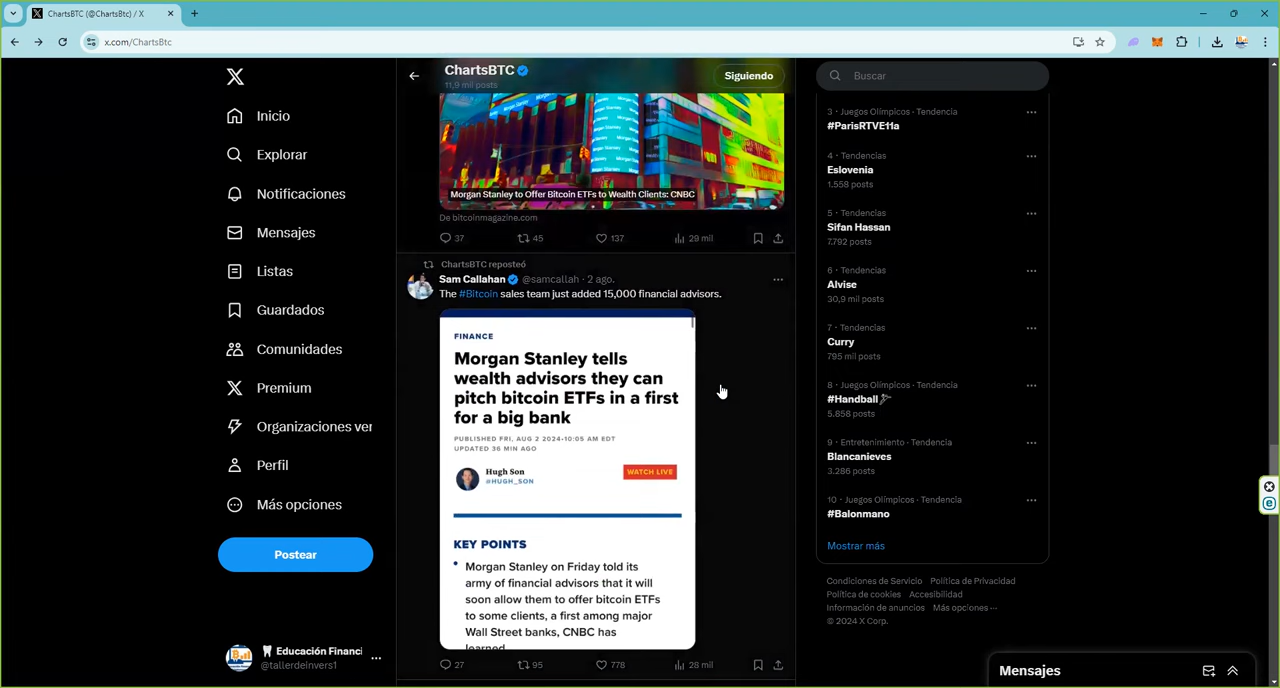 ChartsBTC (@ChartsBtc) / X
x.com/ChartsBtc
Inicio
Explorar
Notificaciones
Mensajes
Listas
Guardados
Comunidades
Premium
Organizaciones ver
Perfil
Más opciones
Postear
Educación Financi
@tallerdeinvers1
ChartsBTC
11,9 mil posts
Siguiendo
Morgan Stanley to Offer Bitcoin ETFs to Wealth Clients: CNBC
De bitcoinmagazine.com
37 45 137 29 mil
ChartsBTC reposteó
Sam Callahan @samcallah · 2 ago.
The #Bitcoin sales team just added 15,000 financial advisors.
FINANCE
Morgan Stanley tells
wealth advisors they can
pitch bitcoin ETFs in a first
for a big bank
PUBLISHED FRI, AUG 2 2024·10:05 AM EDT
UPDATED 36 MIN AGO
Hugh Son
@HUGH_SON
WATCH LIVE
KEY POINTS
• Morgan Stanley on Friday told its
army of financial advisors that it will
soon allow them to offer bitcoin ETFs
to some clients, a first among major
Wall Street banks, CNBC has
learned
27 95 778 28 mil
Buscar
3 · Juegos Olímpicos · Tendencia
#ParisRTVE11a
4 · Tendencias
Eslovenia
1.558 posts
5 · Tendencias
Sifan Hassan
7.792 posts
6 · Tendencias
Alvise
30,9 mil posts
7 · Tendencias
Curry
795 mil posts
8 · Juegos Olímpicos · Tendencia
#Handball
5.858 posts
9 · Entretenimiento · Tendencia
Blancanieves
3.286 posts
10 · Juegos Olímpicos · Tendencia
#Balonmano
Mostrar más
Condiciones de Servicio Política de Privacidad
Política de cookies Accesibilidad
Información de anuncios Más opciones ···
© 2024 X Corp.
Mensajes